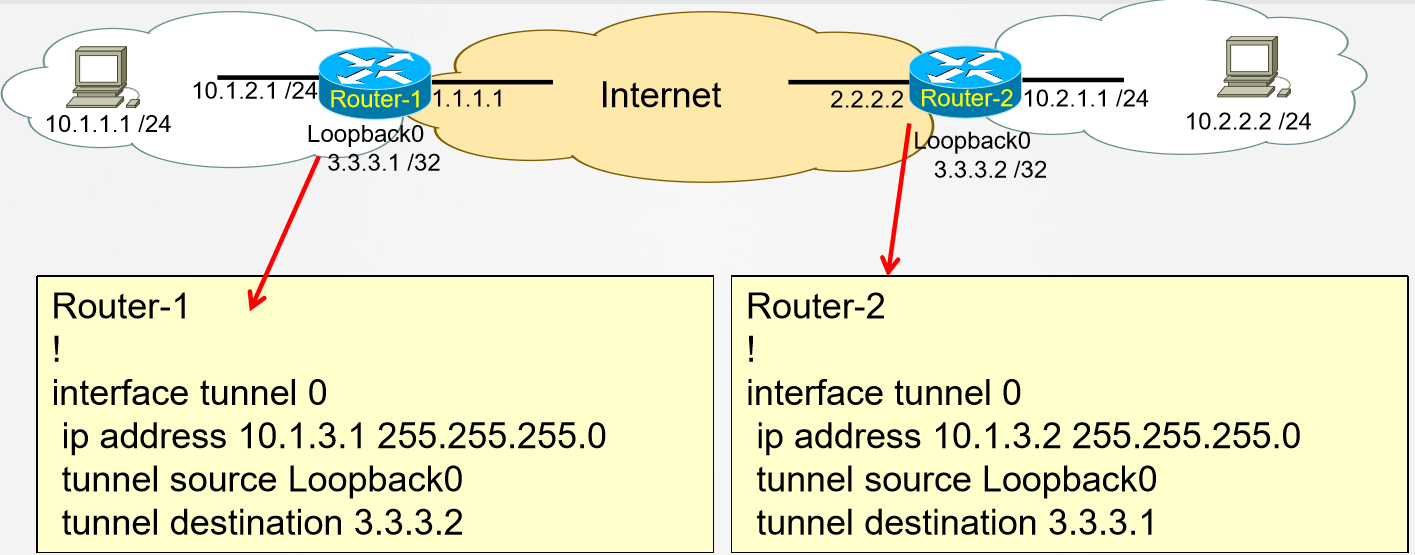 10.1.1.1 /24
10.1.2.1 /24
Router-1
1.1.1.1
Loopback0
3.3.3.1 /32
Internet
2.2.2.2
Router-2
10.2.1.1 /24
Loopback0
3.3.3.2 /32
10.2.2.2 /24
Router-1
!
interface tunnel 0
ip address 10.1.3.1 255.255.255.0
tunnel source Loopback0
tunnel destination 3.3.3.2
Router-2
!
interface tunnel 0
ip address 10.1.3.2 255.255.255.0
tunnel source Loopback0
tunnel destination 3.3.3.1